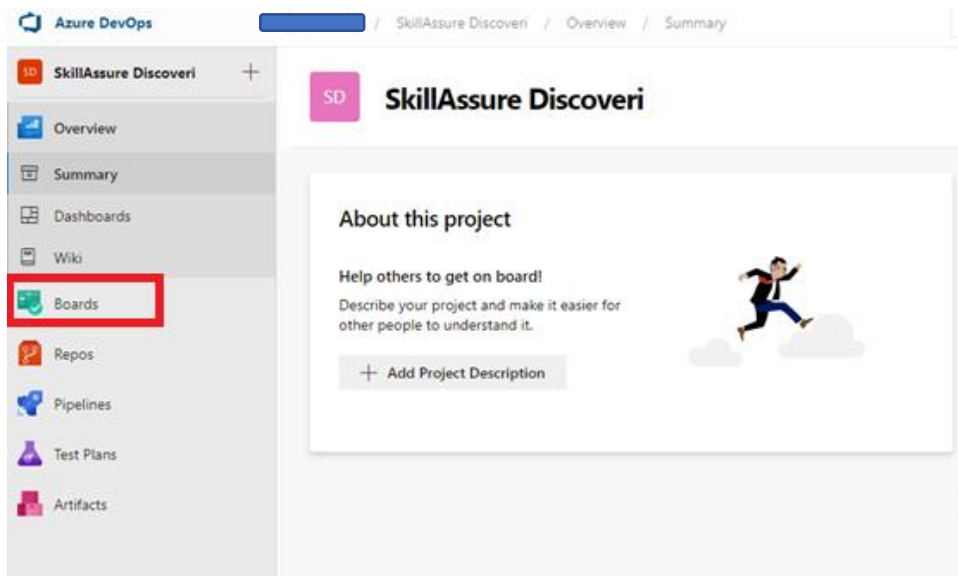 Azure DevOps
/ SkillAssure Discoveri / Overview / Summary
SD SkillAssure Discoveri +
Overview
Summary
Dashboards
Wiki
Boards
Repos
Pipelines
Test Plans
Artifacts
SD SkillAssure Discoveri
About this project
Help others to get on board!
Describe your project and make it easier for
other people to understand it.
+ Add Project Description